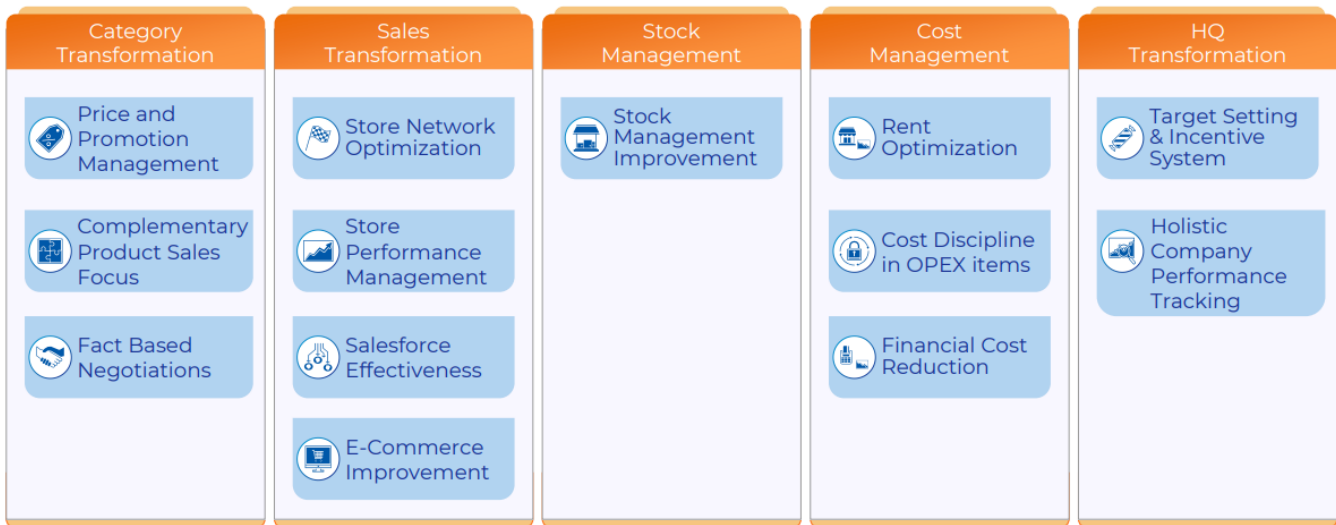 Category
Transformation
Price and
Promotion
Management
Complementary
Product Sales
Focus
Fact Based
Negotiations
Sales
Transformation
Store Network
Optimization
Store
Performance
Management
Salesforce
Effectiveness
E-Commerce
Improvement
Stock
Management
Stock
Management
Improvement
Cost
Management
Rent
Optimization
Cost Discipline
in OPEX items
Financial Cost
Reduction
HQ
Transformation
Target Setting
& Incentive
System
Holistic
Company
Performance
Tracking